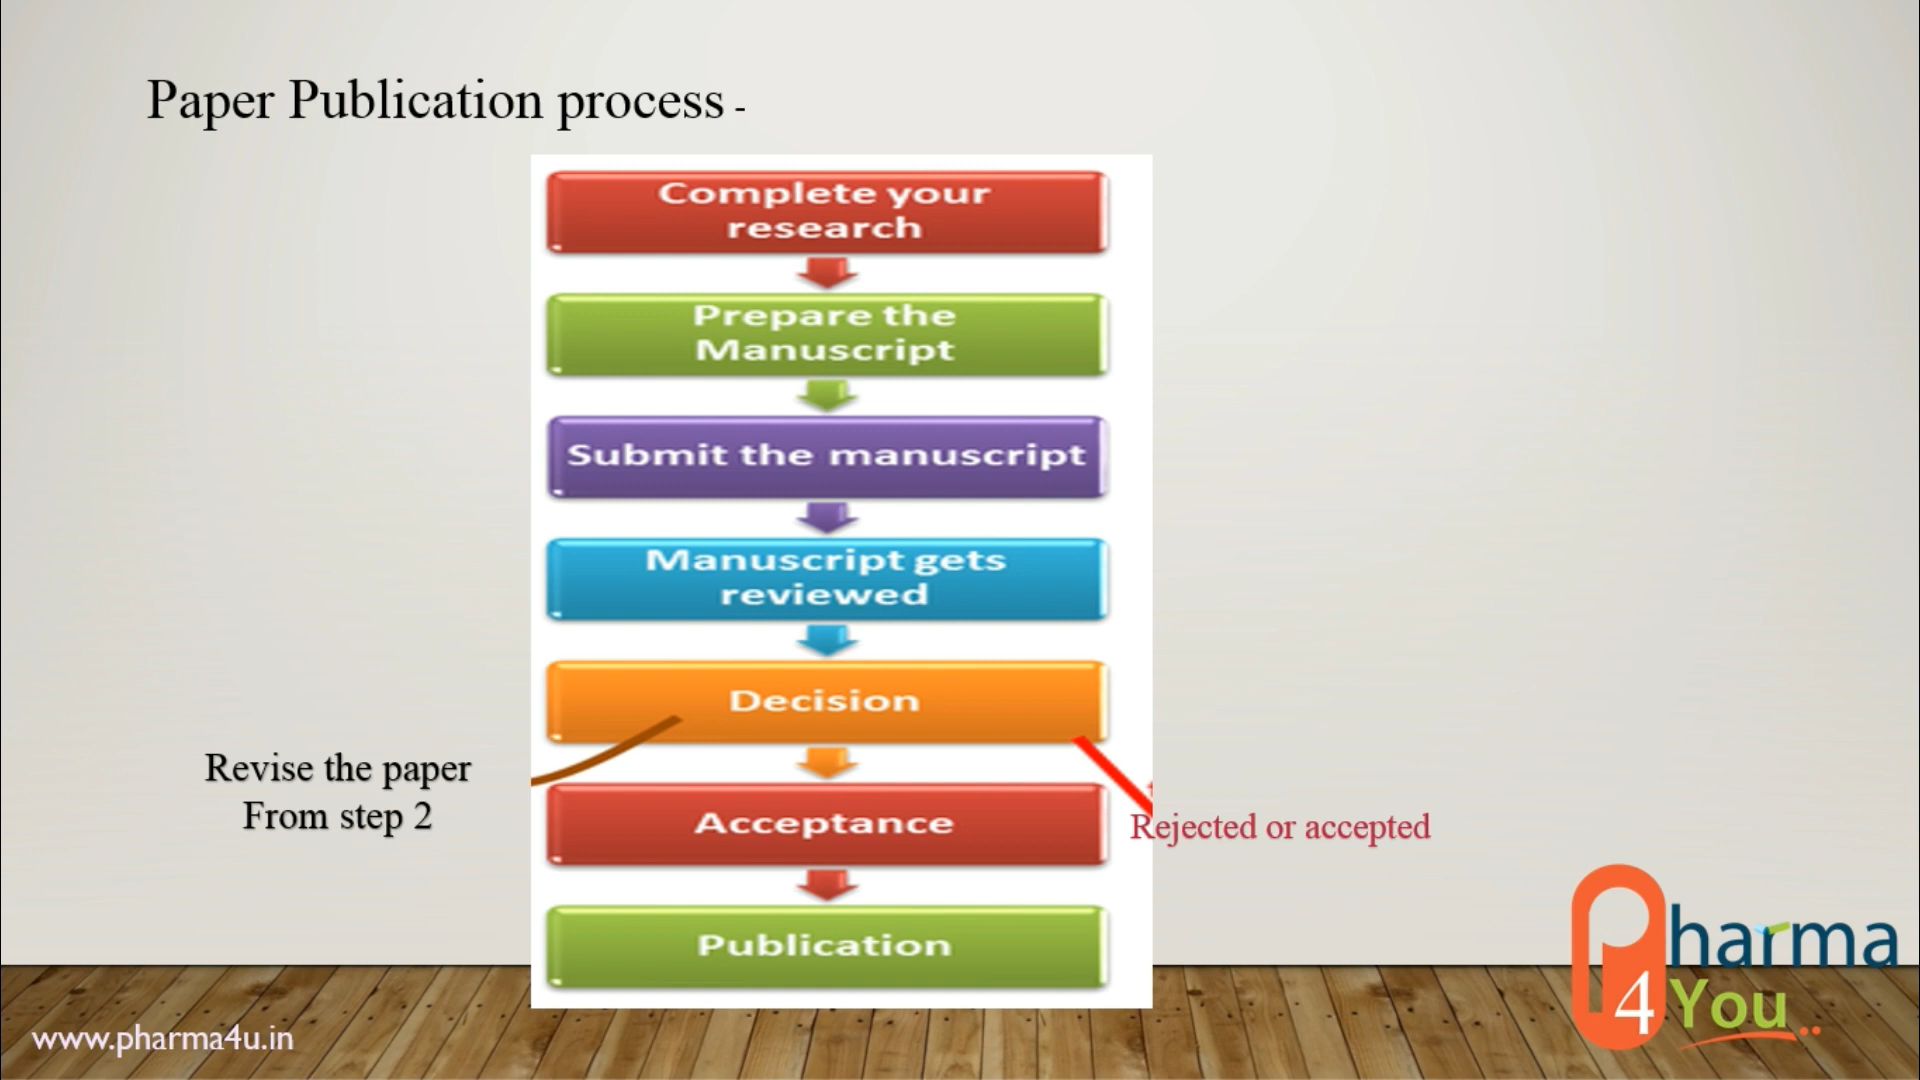 Paper Publication process -
Complete your
research
Prepare the
Manuscript
Submit the manuscript
Manuscript gets
reviewed
Decision
Revise the paper
From step 2
Acceptance
Rejected or accepted
Publication
Pharma
4 You
www.pharma4u.in